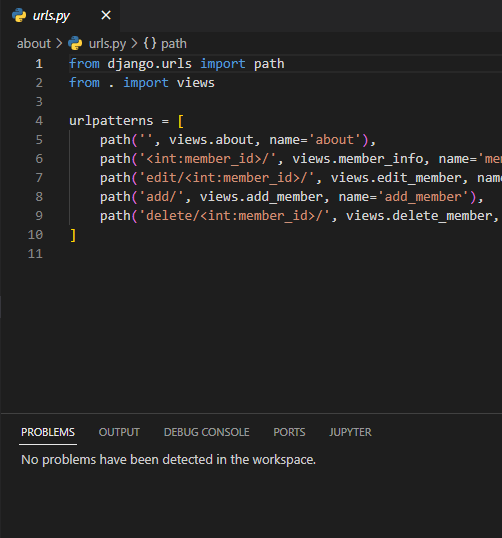 urls.py ×
about > urls.py > {} path
1 from django.urls import path
2 from . import views
3
4 urlpatterns = [
5 path('', views.about, name='about'),
6 path('<int:member_id>/', views.member_info, name='me
7 path('edit/<int:member_id>/', views.edit_member, nam
8 path('add/', views.add_member, name='add_member'),
9 path('delete/<int:member_id>/', views.delete_member,
10 ]
11
PROBLEMS OUTPUT DEBUG CONSOLE PORTS JUPYTER
No problems have been detected in the workspace.